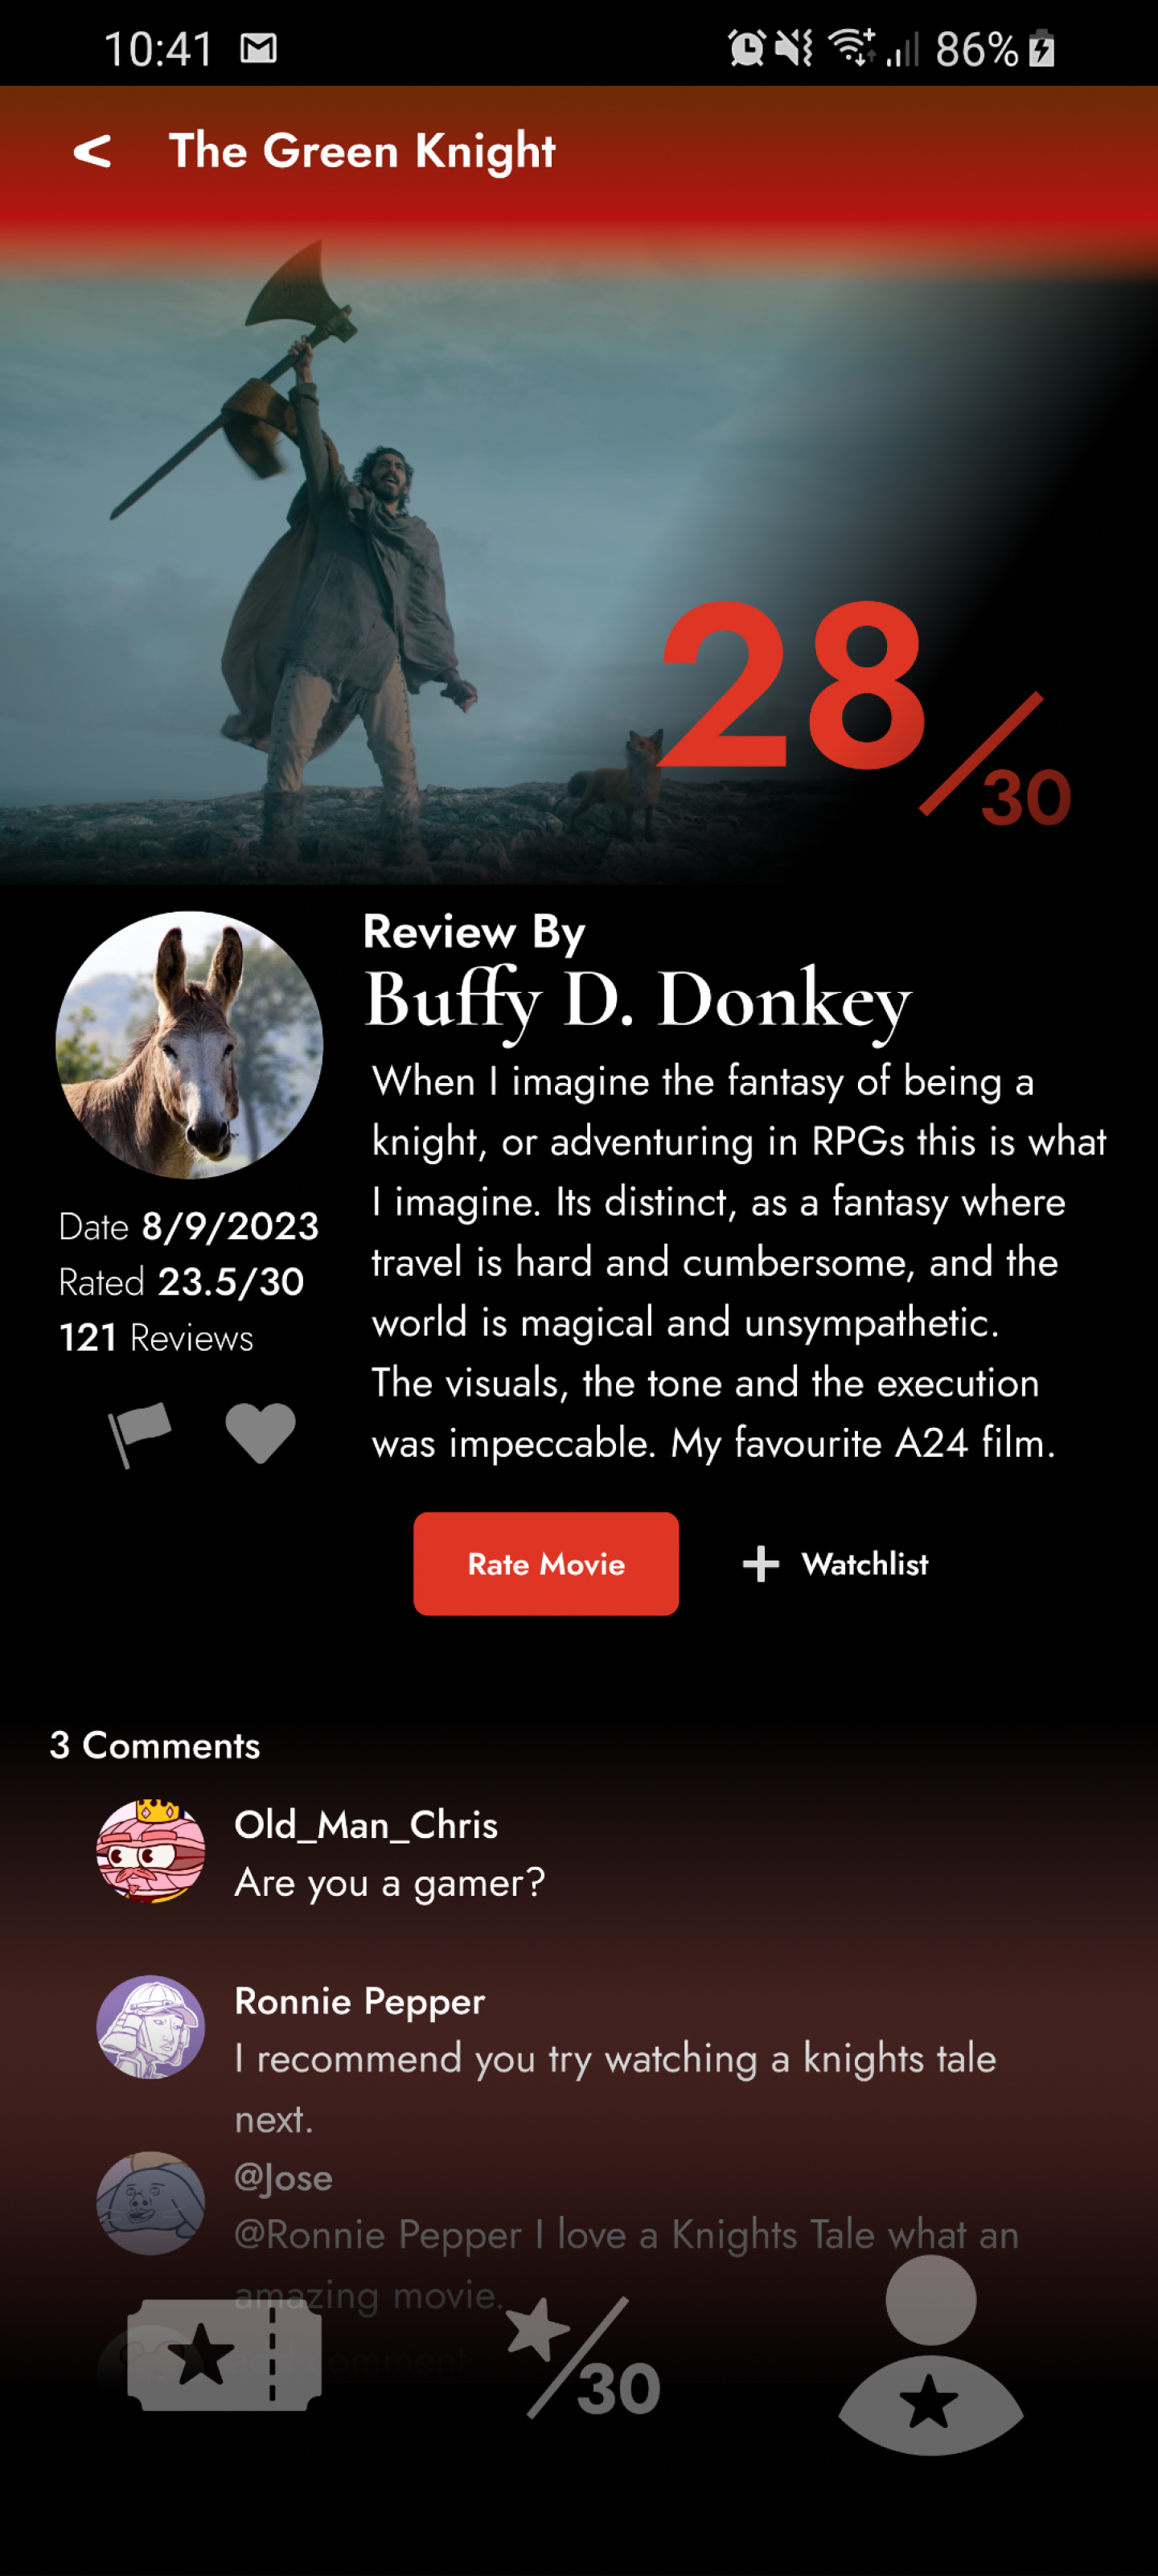 10:41 86%
< The Green Knight
28/30
Review By
Buffy D. Donkey
When I imagine the fantasy of being a
knight, or adventuring in RPGs this is what
I imagine. Its distinct, as a fantasy where
travel is hard and cumbersome, and the
world is magical and unsympathetic.
The visuals, the tone and the execution
was impeccable. My favourite A24 film.
Date 8/9/2023
Rated 23.5/30
121 Reviews
Rate Movie
+ Watchlist
3 Comments
Old_Man_Chris
Are you a gamer?
Ronnie Pepper
I recommend you try watching a knights tale
next.
@Jose
@Ronnie Pepper I love a Knights Tale what an
amazing movie.
comment
/30